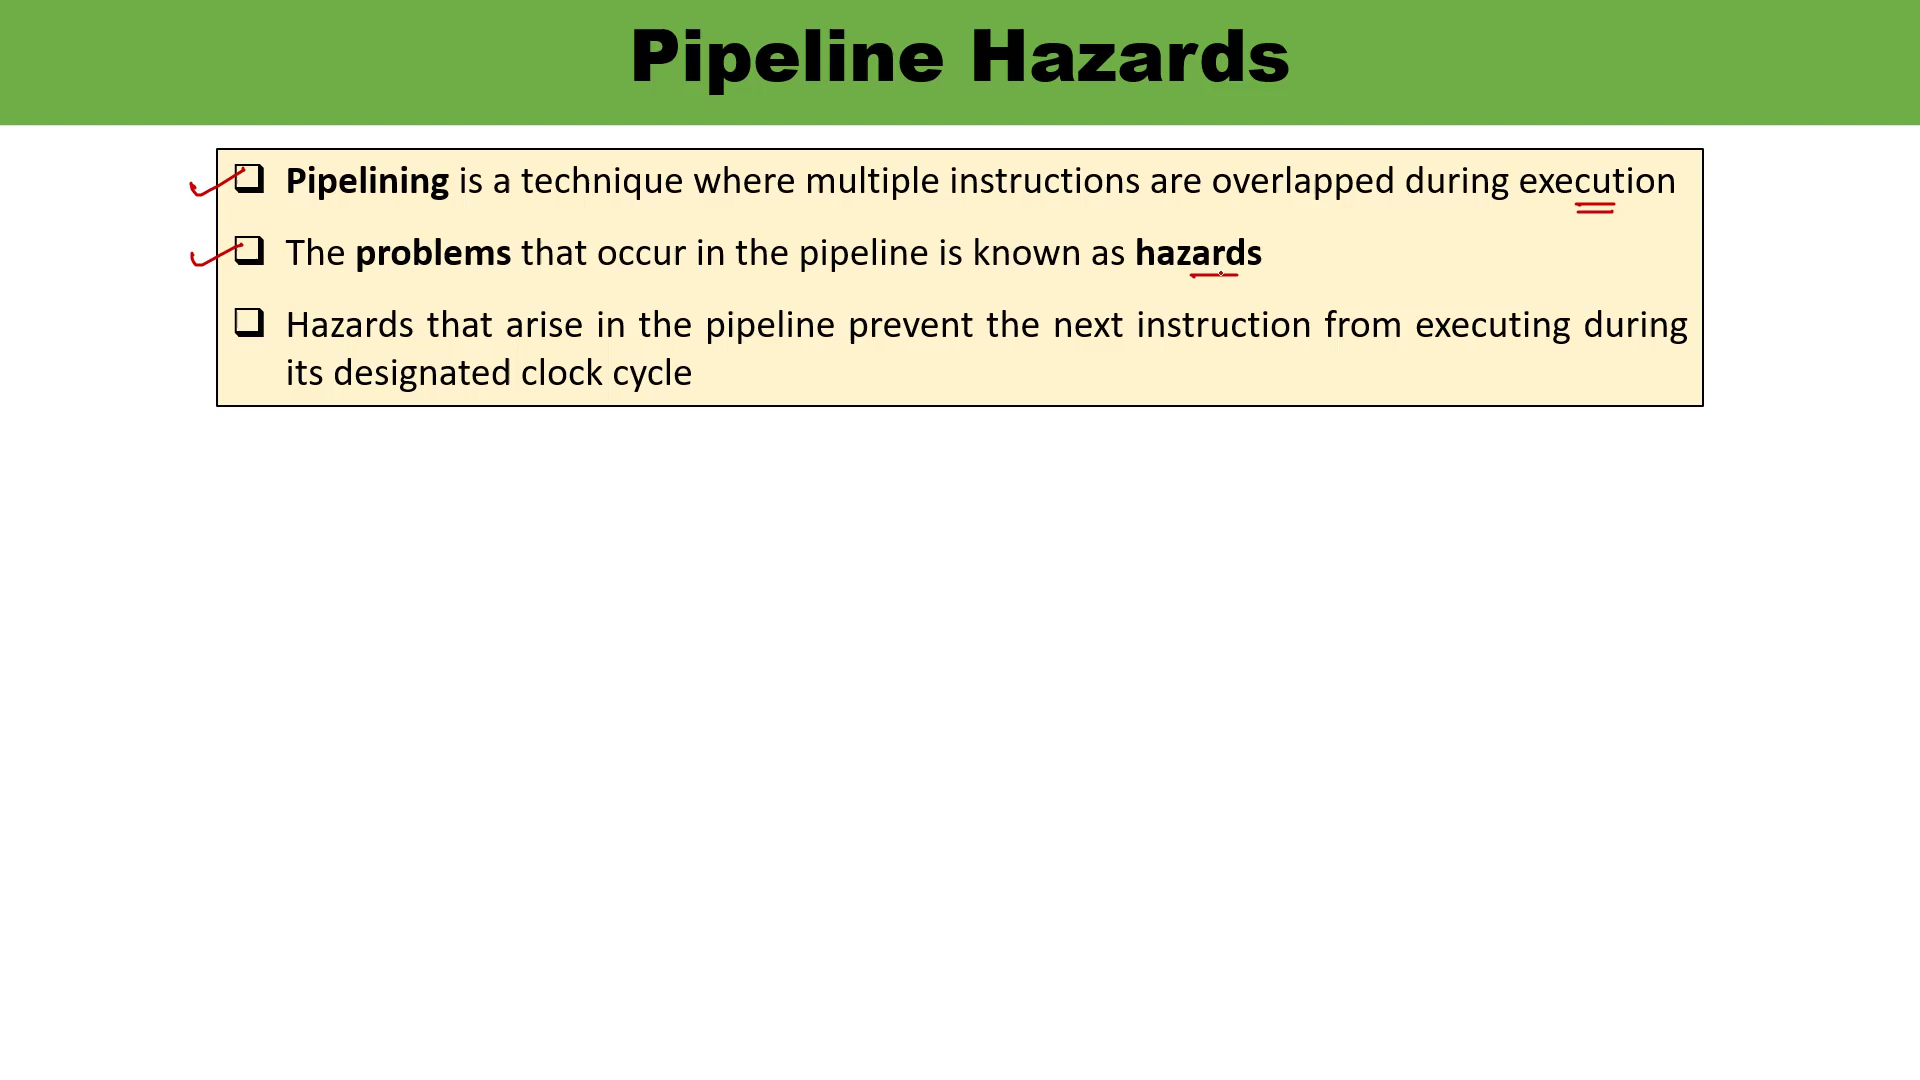 Pipeline Hazards
Pipelining is a technique where multiple instructions are overlapped during execution
The problems that occur in the pipeline is known as hazards
Hazards that arise in the pipeline prevent the next instruction from executing during
its designated clock cycle